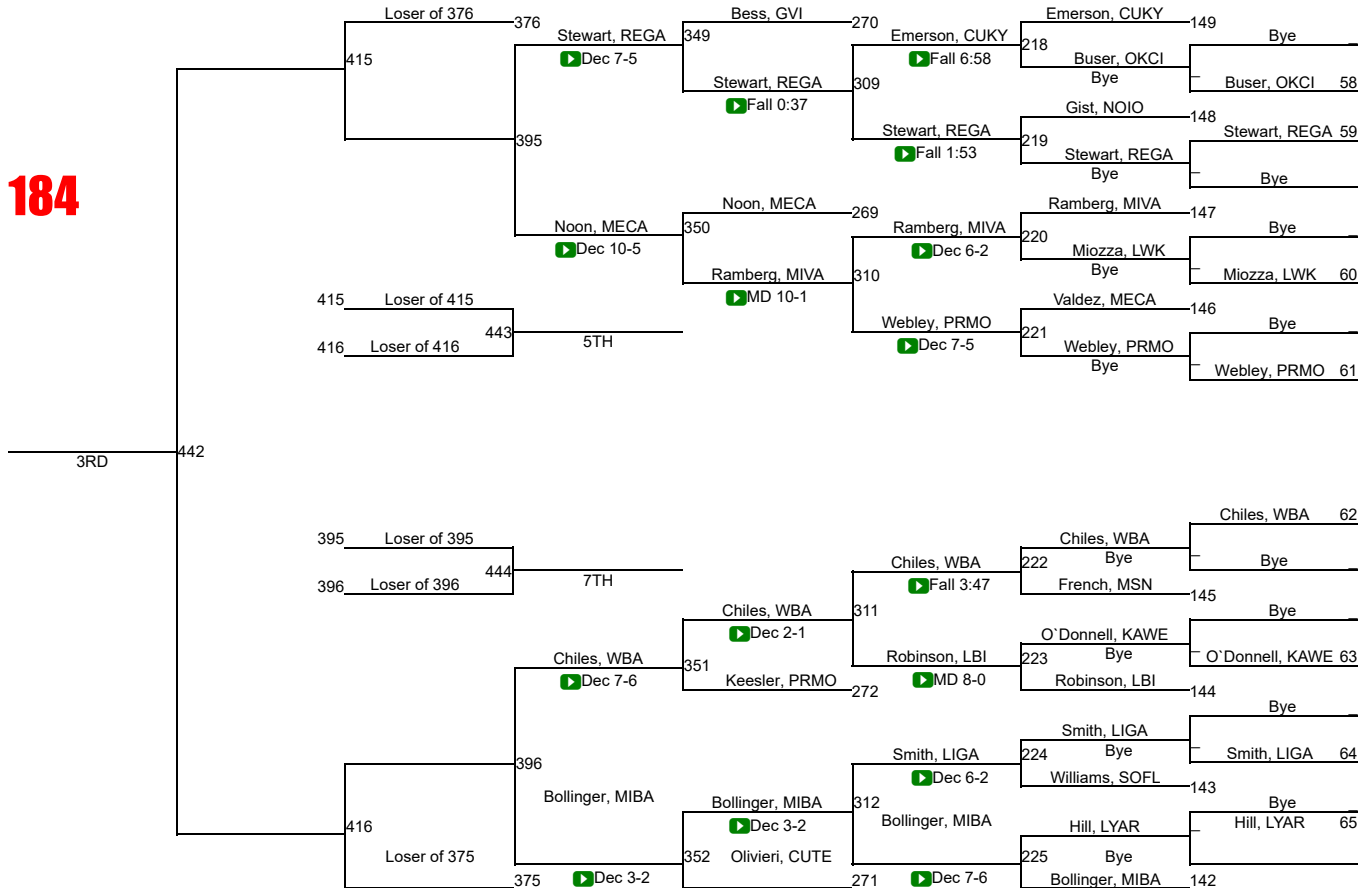 Loser of 376 376 Bess, GVI 270 Emerson, CUKY 149
Stewart, REGA 349 Emerson, CUKY 218 Bye _
415 Dec 7-5 Fall 6:58 Buser, OKCI
Stewart, REGA 309 Bye _ Buser, OKCI 58
Fall 0:37 Gist, NOIO 148
395 Stewart, REGA 219 Stewart, REGA 59
Fall 1:53 Stewart, REGA
Bye _ Bye _
184
Noon, MECA 269 Ramberg, MIVA 147
Noon, MECA 350 Ramberg, MIVA 220 Bye _
Dec 10-5 Dec 6-2 Miozza, LWK
Ramberg, MIVA 310 Bye _ Miozza, LWK 60
415 Loser of 415 MD 10-1 Valdez, MECA 146
443 5TH Webley, PRMO 221 Bye _
416 Loser of 416 Dec 7-5 Webley, PRMO
Bye _ Webley, PRMO 61
442
3RD
Chiles, WBA 62
395 Loser of 395 Chiles, WBA
444 7TH Chiles, WBA 222 Bye _ Bye _
396 Loser of 396 Fall 3:47 French, MSN 145
Chiles, WBA 311 Bye _
Dec 2-1 O`Donnell, KAWE
Chiles, WBA 351 Robinson, LBI 223 Bye _ O`Donnell, KAWE 63
Dec 7-6 Keesler, PRMO 272 MD 8-0 Robinson, LBI 144
Bye _
Smith, LIGA
396 Smith, LIGA 224 Bye _ Smith, LIGA 64
Dec 6-2 Williams, SOFL 143
Bollinger, MIBA Bollinger, MIBA 312 Bye _
416 Dec 3-2 Bollinger, MIBA Hill, LYAR _ Hill, LYAR 65
Loser of 375 352 Olivieri, CUTE 225 Bye
375 Dec 3-2 271 Dec 7-6 Bollinger, MIBA 142